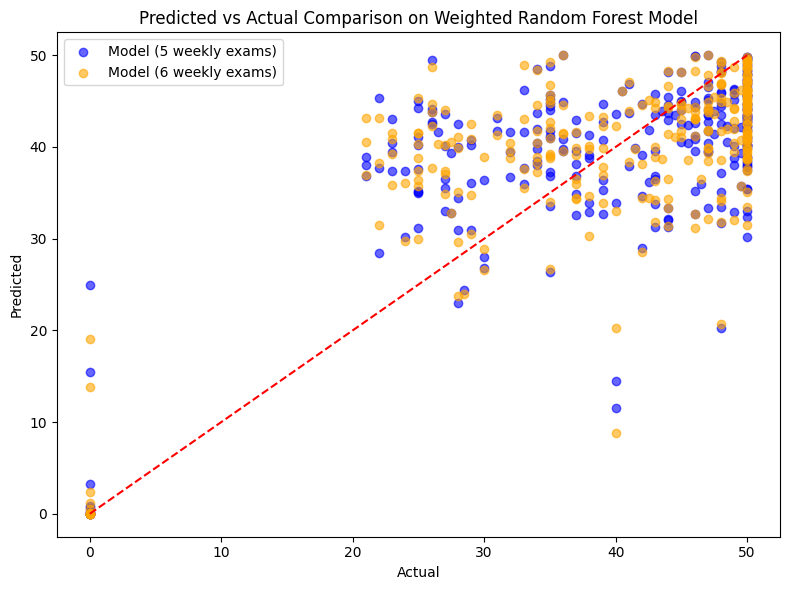 Predicted vs Actual Comparison on Weighted Random Forest Model
Model (5 weekly exams)
Model (6 weekly exams)
Predicted
50
40
30
20
10
0
0 10 20 30 40 50
Actual